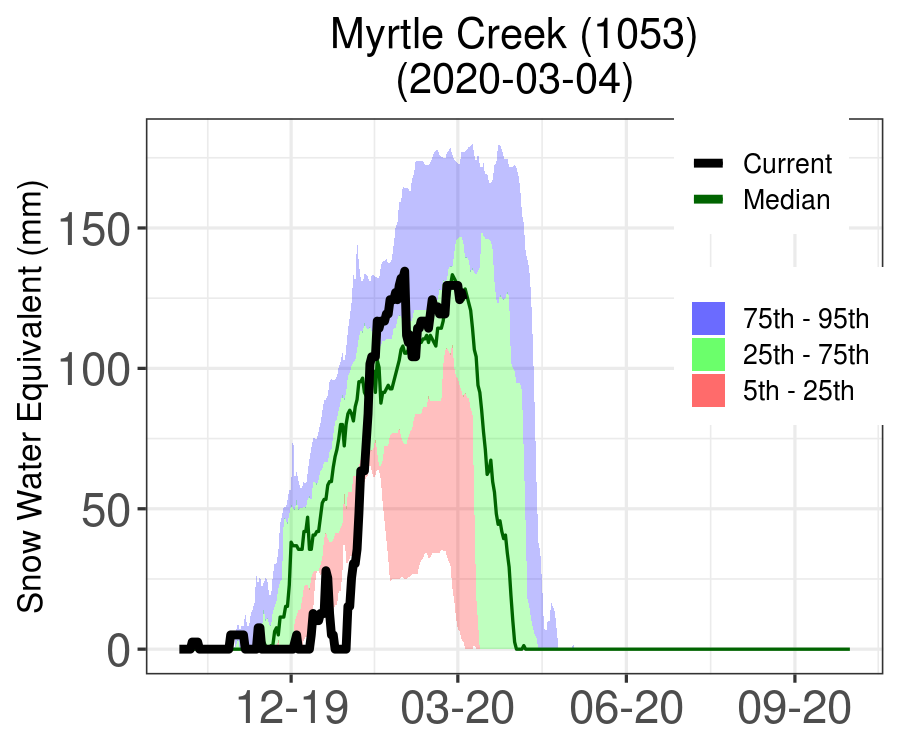 Myrtle Creek (1053)
(2020-03-04)
Snow Water Equivalent (mm)
150
100
50
0
12-19
03-20
06-20
09-20
Current
Median
75th - 95th
25th - 75th
5th - 25th